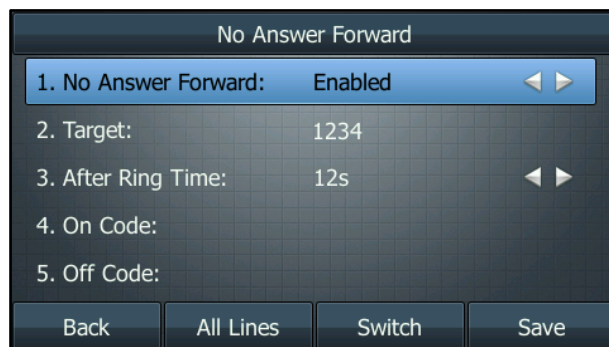 No Answer Forward
1. No Answer Forward: Enabled
2. Target: 1234
3. After Ring Time: 12s
4. On Code:
5. Off Code:
Back All Lines Switch Save